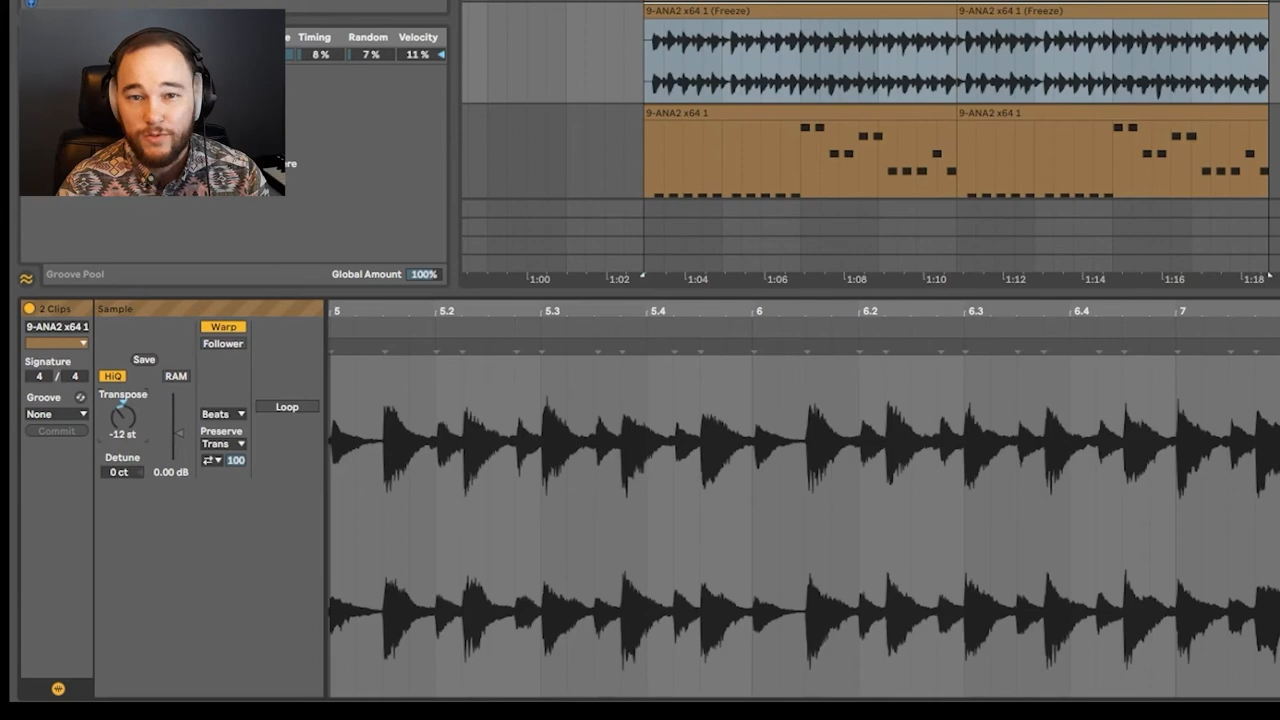 9-ANA2 x64 1 (Freeze) 9-ANA2 x64 1 (Freeze)
Timing Random Velocity
8 % 7 % 11 %
9-ANA2 x64 1 9-ANA2 x64 1
Groove Pool Global Amount 100%
1:00 1:02 1:04 1:06 1:08 1:10 1:12 1:14 1:16 1:18
2 Clips Sample
5 5.2 5.3 5.4 6 6.2 6.3 6.4 7
9-ANA2 x64 1
Warp
Follower
Signature
Save
4 / 4
HiQ RAM
Groove
Transpose
None
Beats
Loop
Commit
-12 st
Preserve
Trans
Detune
100
0 ct 0.00 dB